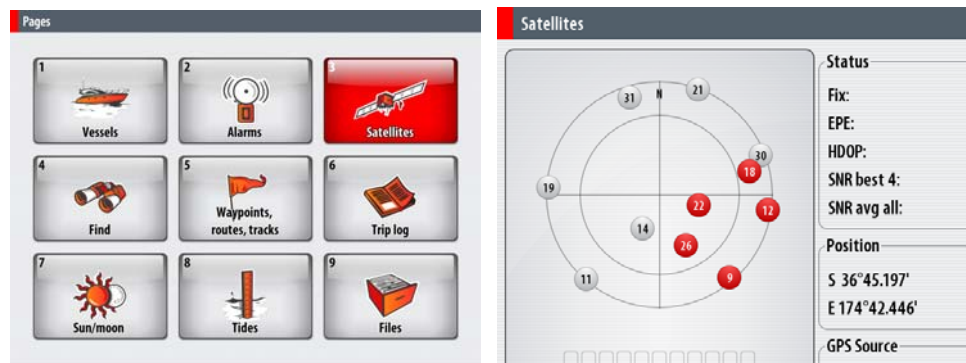 Pages
1
Vessels
2
Alarms
3
Satellites
4
Find
5
Waypoints,
routes, tracks
6
Trip log
7
Sun/moon
8
Tides
9
Files
Satellites
N
31
21
30
18
19
22
12
14
26
11
9
Status
Fix:
EPE:
HDOP:
SNR best 4:
SNR avg all:
Position
S 36°45.197'
E 174°42.446'
GPS Source